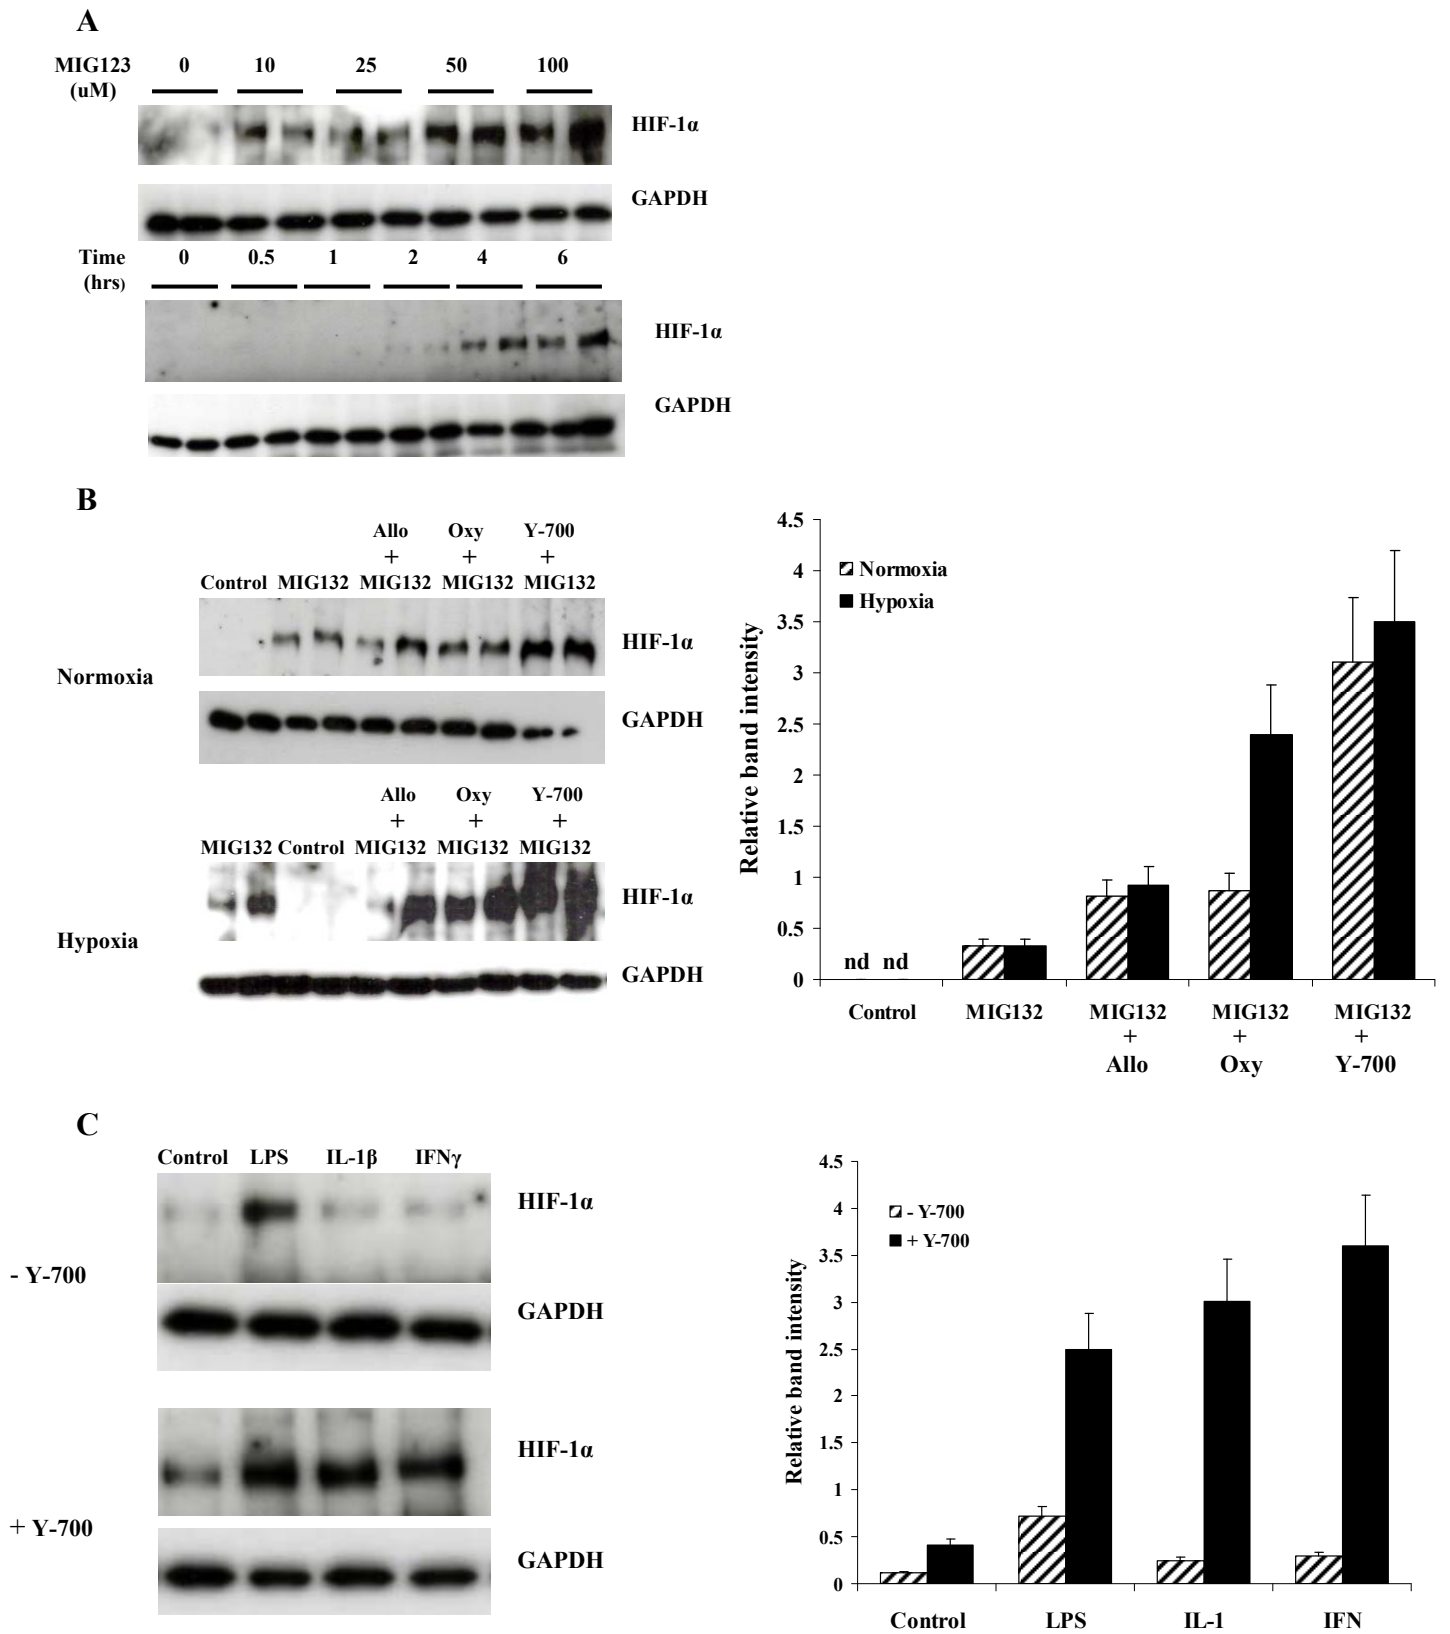 A
MIG123 0 10 25 50 100
(uM)
HIF-1α
GAPDH
Time 0 0.5 1 2 4 6
(hrs)
HIF-1α
GAPDH
B
Allo Oxy Y-700
+ + +
Control MIG132 MIG132 MIG132 MIG132
HIF-1α
Normoxia
GAPDH
Allo Oxy Y-700
+ + +
MIG132 Control MIG132 MIG132 MIG132
HIF-1α
Hypoxia
GAPDH
4.5
4
3.5
3
2.5
2
1.5
1
0.5
0
Relative band intensity
Normoxia
Hypoxia
nd nd
Control MIG132 MIG132 MIG132 MIG132
+ + +
Allo Oxy Y-700
C
Control LPS IL-1β IFNγ
HIF-1α
- Y-700
GAPDH
HIF-1α
+ Y-700
GAPDH
4.5
4
3.5
3
2.5
2
1.5
1
0.5
0
Relative band intensity
- Y-700
+ Y-700
Control LPS IL-1 IFN